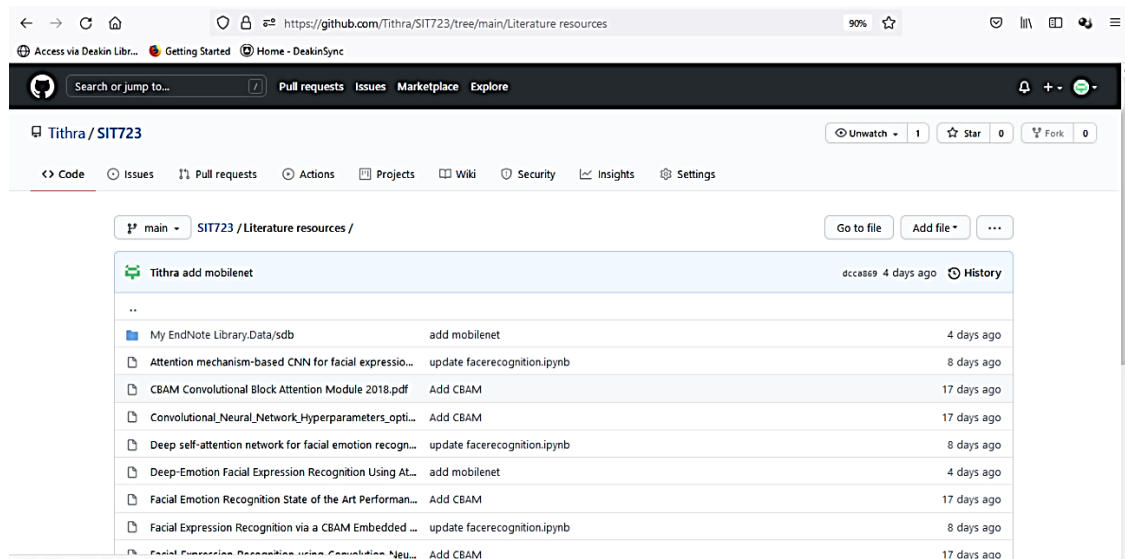 https://github.com/Tithra/SIT723/tree/main/Literature resources 90%
Access via Deakin Libr... Getting Started Home - DeakinSync
Search or jump to... / Pull requests Issues Marketplace Explore
Tithra / SIT723 Unwatch 1 Star 0 Fork 0
<> Code Issues Pull requests Actions Projects Wiki Security Insights Settings
main SIT723 / Literature resources / Go to file Add file ...
Tithra add mobilenet dcca869 4 days ago History
..
My EndNote Library.Data/sdb add mobilenet 4 days ago
Attention mechanism-based CNN for facial expressio... update facerecognition.ipynb 8 days ago
CBAM Convolutional Block Attention Module 2018.pdf Add CBAM 17 days ago
Convolutional_Neural_Network_Hyperparameters_opti... Add CBAM 17 days ago
Deep self-attention network for facial emotion recogn... update facerecognition.ipynb 8 days ago
Deep-Emotion Facial Expression Recognition Using At... add mobilenet 4 days ago
Facial Emotion Recognition State of the Art Performan... Add CBAM 17 days ago
Facial Expression Recognition via a CBAM Embedded ... update facerecognition.ipynb 8 days ago
Facial Expression Recognition using Convolution Neu... Add CBAM 17 days ago